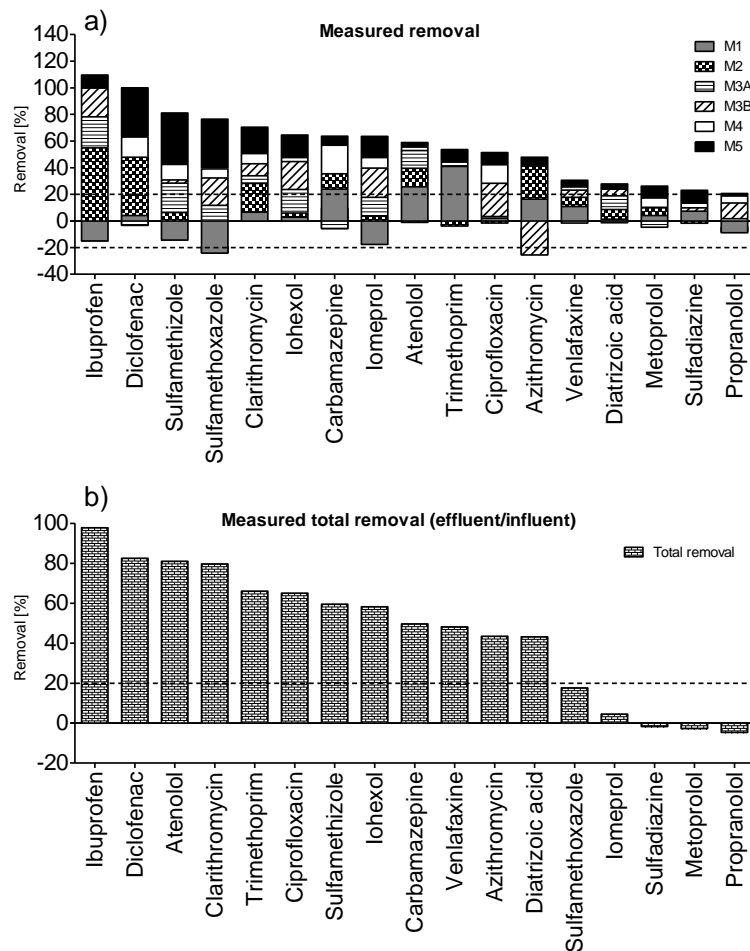 a)
Measured removal
Removal [%]
140
120
100
80
60
40
20
0
-20
-40
M1
M2
M3A
M3B
M4
M5
Ibuprofen
Diclofenac
Sulfamethizole
Sulfamethoxazole
Clarithromycin
Iohexol
Carbamazepine
Iomeprol
Atenolol
Trimethoprim
Ciprofloxacin
Azithromycin
Venlafaxine
Diatrizoic acid
Metoprolol
Sulfadiazine
Propranolol
b)
Measured total removal (effluent/influent)
Removal [%]
100
80
60
40
20
0
-20
Total removal
Ibuprofen
Diclofenac
Atenolol
Clarithromycin
Trimethoprim
Ciprofloxacin
Sulfamethizole
Iohexol
Carbamazepine
Venlafaxine
Azithromycin
Diatrizoic acid
Sulfamethoxazole
Iomeprol
Sulfadiazine
Metoprolol
Propranolol